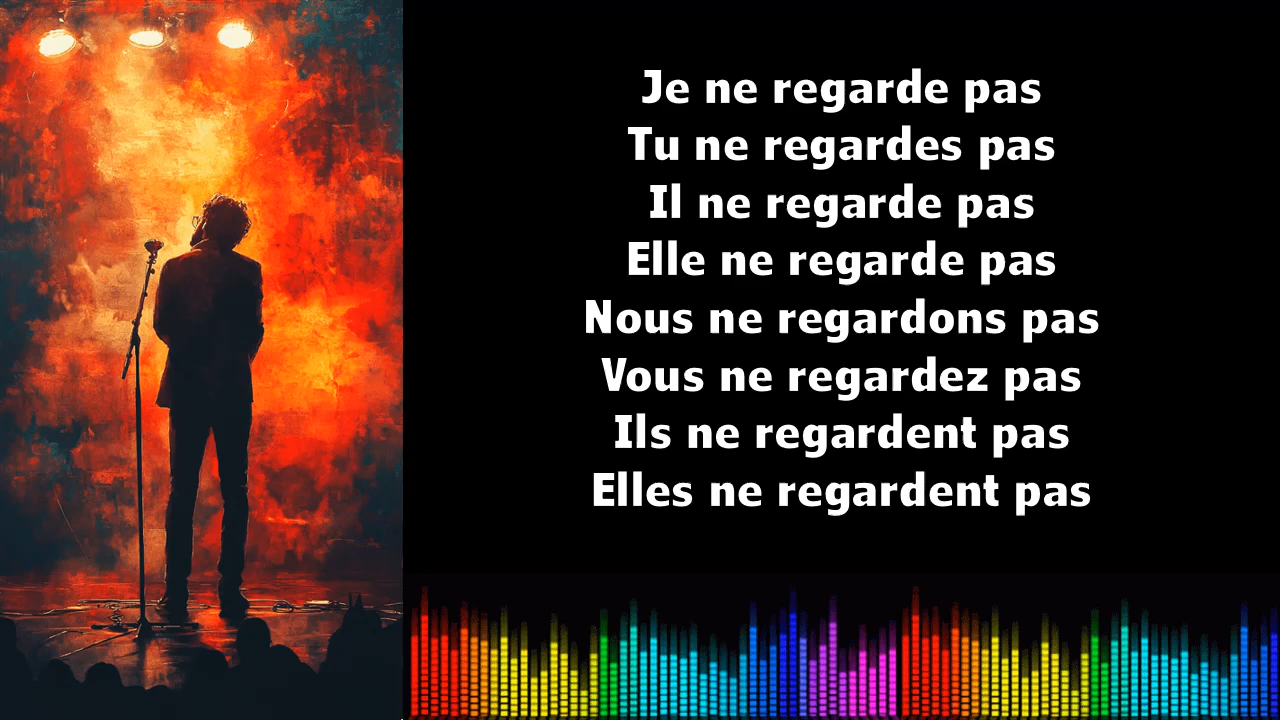 Je ne regarde pas
Tu ne regardes pas
Il ne regarde pas
Elle ne regarde pas
Nous ne regardons pas
Vous ne regardez pas
Ils ne regardent pas
Elles ne regardent pas